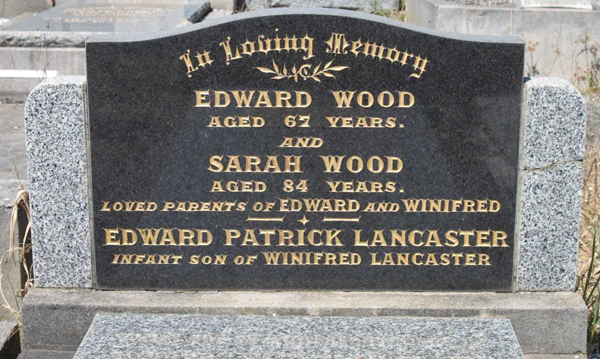 In Loving Memory
EDWARD WOOD
AGED 67 YEARS.
AND
SARAH WOOD
AGED 84 YEARS.
LOVED PARENTS OF EDWARD AND WINIFRED
EDWARD PATRICK LANCASTER
INFANT SON OF WINIFRED LANCASTER